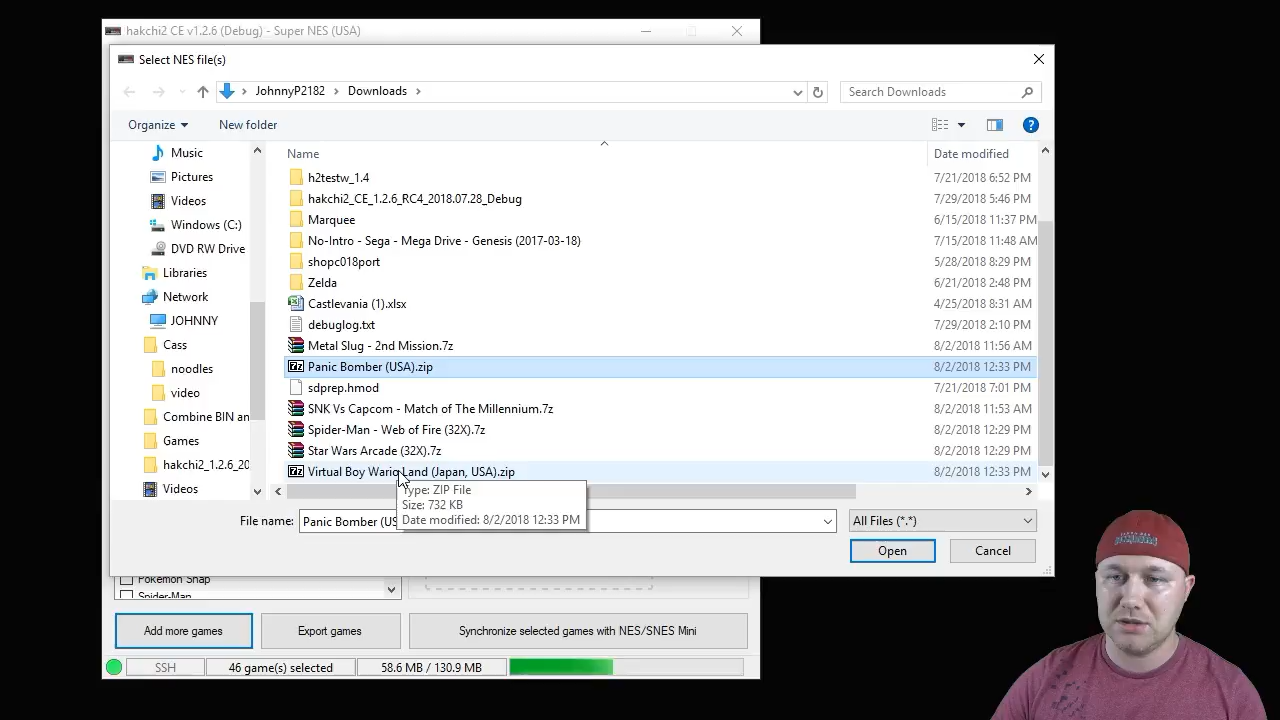 hakchi2 CE v1.2.6 (Debug) - Super NES (USA)
Select NES file(s)
JohnnyP2182 > Downloads >
Search Downloads
Organize
New folder
Music
Pictures
Videos
Windows (C:)
DVD RW Drive
Libraries
Network
JOHNNY
Cass
noodles
video
Combine BIN an
Games
hakchi2_1.2.6_20
Videos
Name
Date modified
h2testw_1.4
7/21/2018 6:52 PM
hakchi2_CE_1.2.6_RC4_2018.07.28_Debug
7/29/2018 5:46 PM
Marquee
6/15/2018 11:37 PM
No-Intro - Sega - Mega Drive - Genesis (2017-03-18)
7/15/2018 11:48 AM
shopc018port
5/28/2018 8:29 PM
Zelda
6/21/2018 2:48 PM
Castlevania (1).xlsx
4/25/2018 8:31 AM
debuglog.txt
7/29/2018 2:10 PM
Metal Slug - 2nd Mission.7z
8/2/2018 11:56 AM
Panic Bomber (USA).zip
8/2/2018 12:33 PM
sdprep.hmod
7/21/2018 7:01 PM
SNK Vs Capcom - Match of The Millennium.7z
8/2/2018 11:53 AM
Spider-Man - Web of Fire (32X).7z
8/2/2018 12:29 PM
Star Wars Arcade (32X).7z
8/2/2018 12:29 PM
Virtual Boy Wario Land (Japan, USA).zip
8/2/2018 12:33 PM
Type: ZIP File
Size: 732 KB
Date modified: 8/2/2018 12:33 PM
File name:
Panic Bomber (US
All Files (*.*)
Open
Cancel
Pokemon Snap
Spider-Man
Add more games
Export games
Synchronize selected games with NES/SNES Mini
SSH
46 game(s) selected
58.6 MB / 130.9 MB